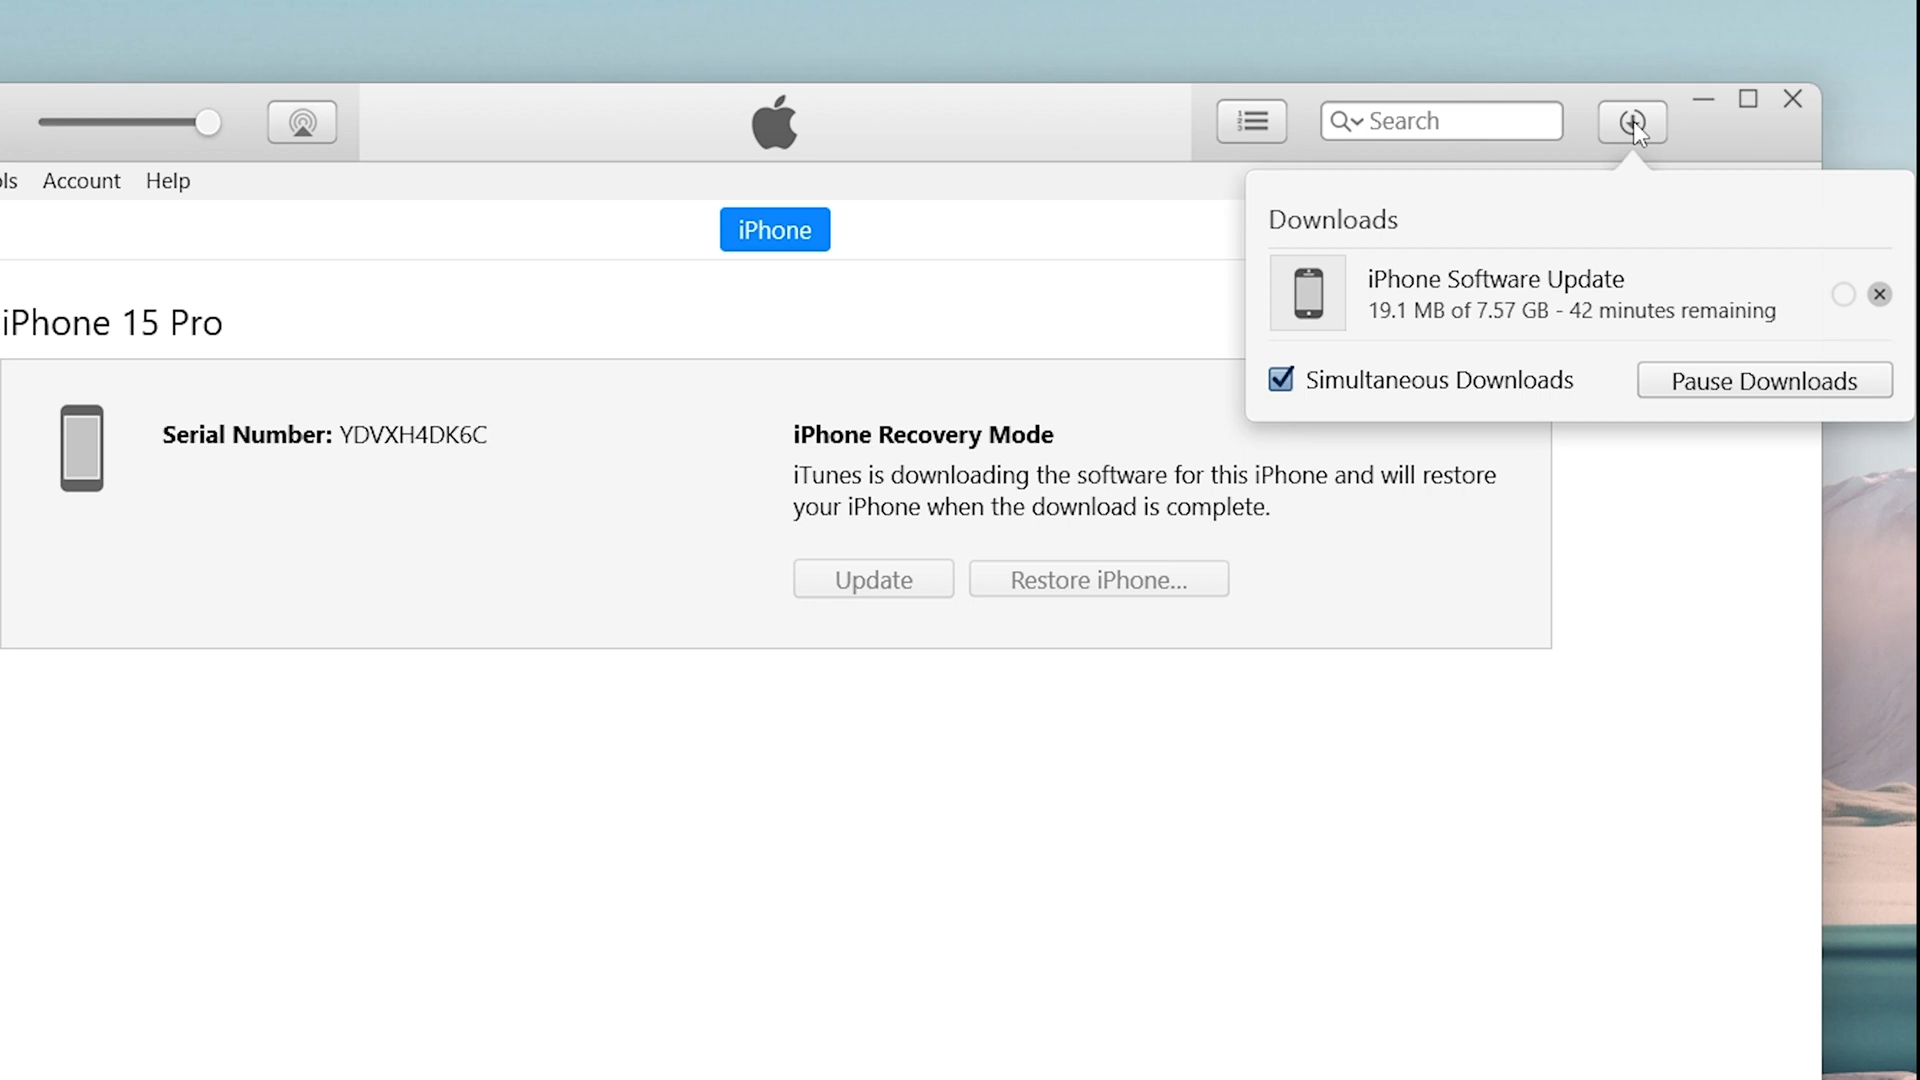 Search
ls Account Help
iPhone
Downloads
iPhone Software Update
19.1 MB of 7.57 GB - 42 minutes remaining
Simultaneous Downloads
Pause Downloads
iPhone 15 Pro
Serial Number: YDVXH4DK6C
iPhone Recovery Mode
iTunes is downloading the software for this iPhone and will restore
your iPhone when the download is complete.
Update
Restore iPhone...